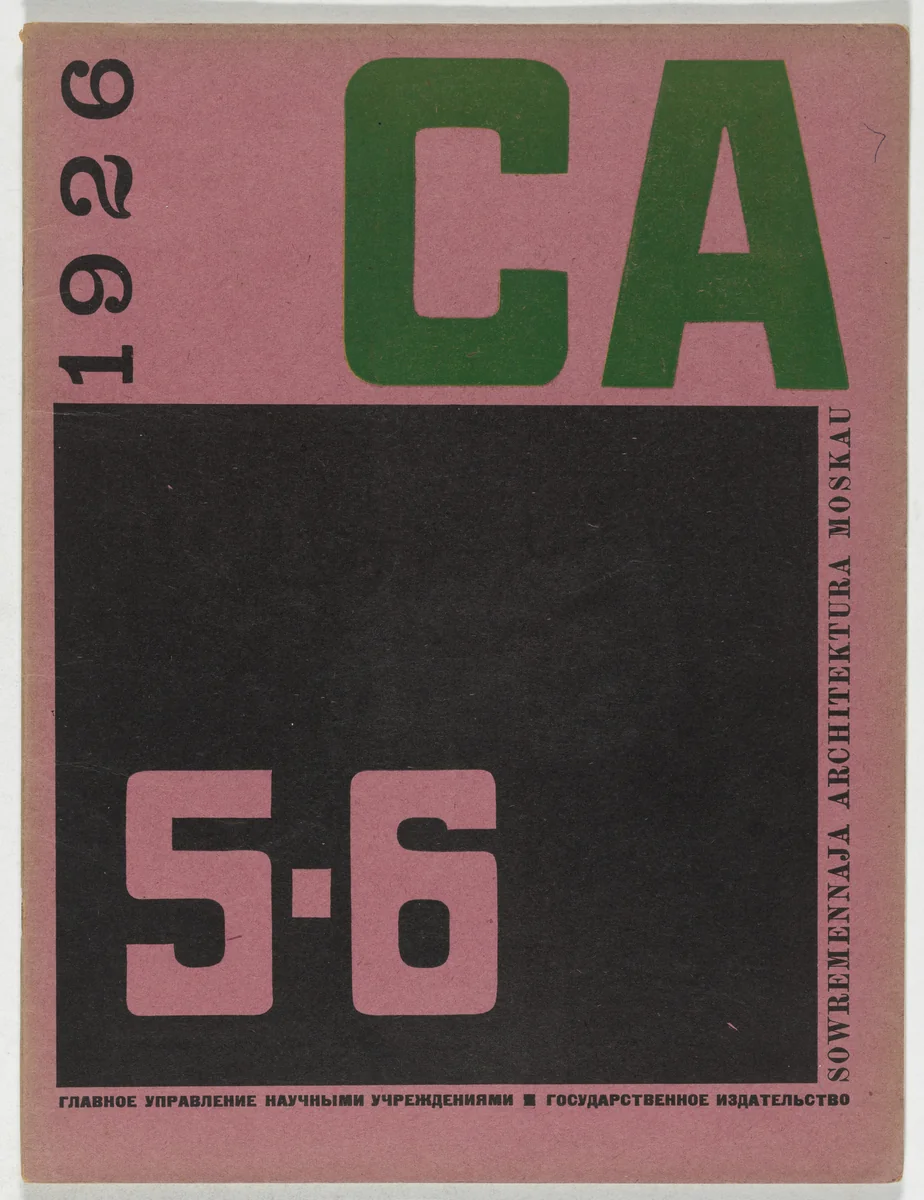 1926
СА
SOWREMENNAJA ARCHITEKTURA MOSKAU
5-6
ГЛАВНОЕ УПРАВЛЕНИЕ НАУЧНЫМИ УЧРЕЖДЕНИЯМИ ГОСУДАРСТВЕННОЕ ИЗДАТЕЛЬСТВО